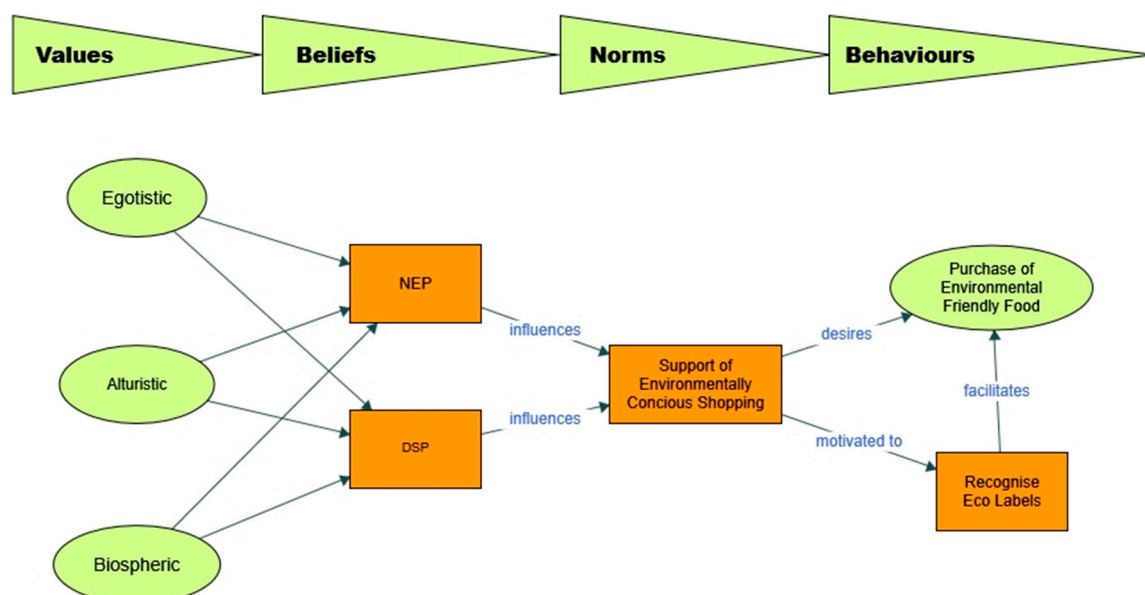 Values
Beliefs
Norms
Behaviours
Egotistic
NEP
Purchase of
Environmental
Friendly Food
influences
desires
Alturistic
Support of
Environmentally
Concious Shopping
facilitates
influences
DSP
motivated to
Recognise
Eco Labels
Biospheric